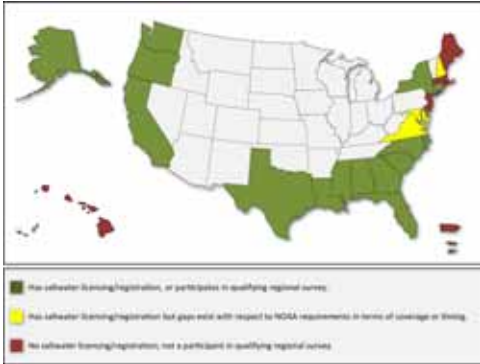 Has saltwater licensing/registration, or participates in qualifying regional survey.
Has saltwater licensing/registration but gaps exist with respect to NOAA requirements in terms of coverage or timing.
No saltwater licensing/registration; not a participant in qualifying regional survey.